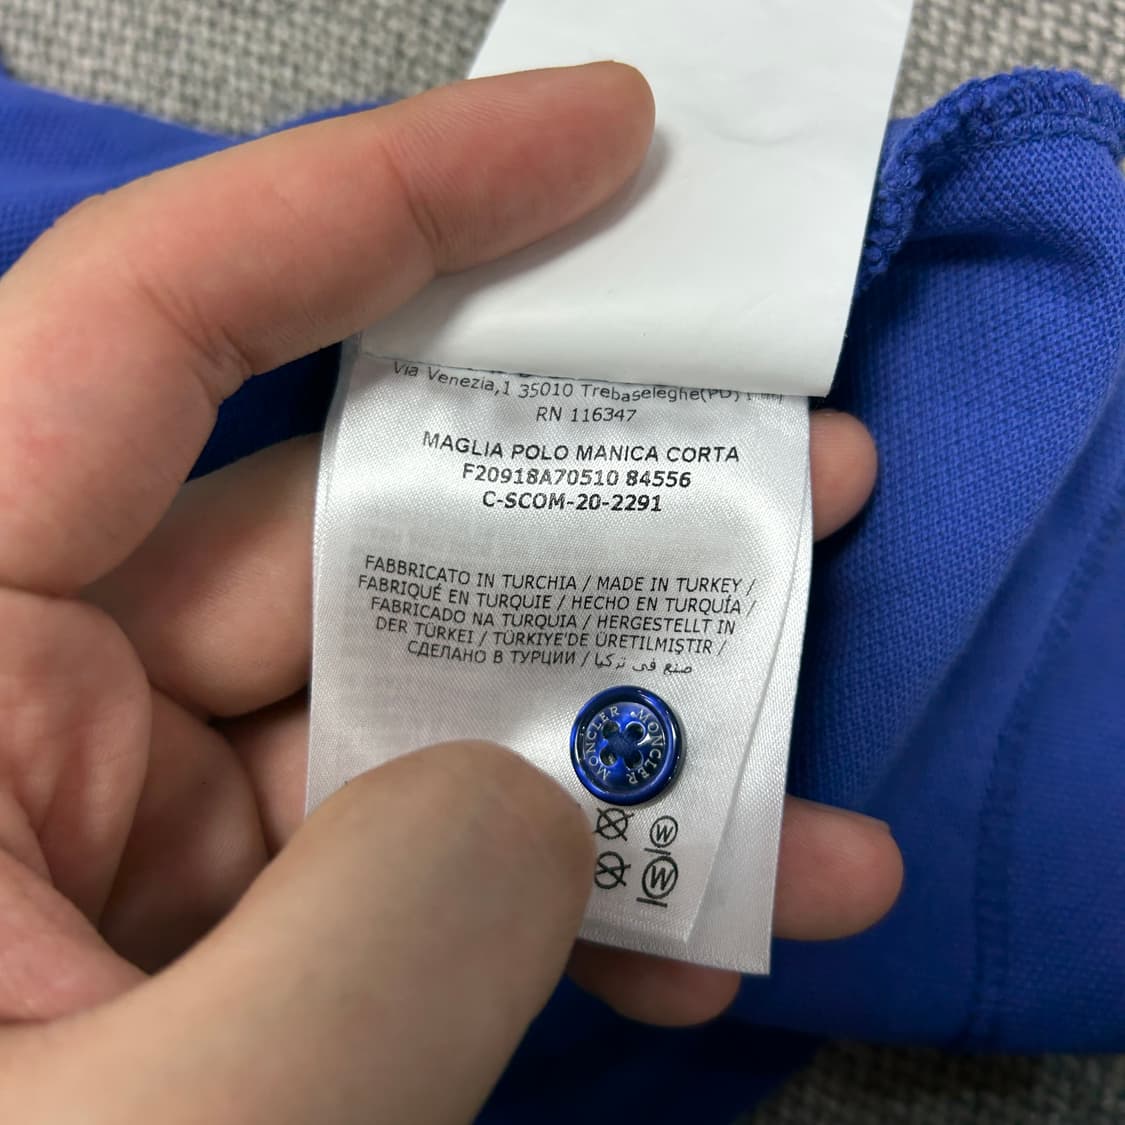 Via Venezia,1 35010 Trebaseleghe(PD)
RN 116347
MAGLIA POLO MANICA CORTA
F20918A70510 84556
C-SCOM-20-2291
FABBRICATO IN TURCHIA / MADE IN TURKEY /
FABRIQUÉ EN TURQUIE / HECHO EN TURQUÍA /
FABRICADO NA TURQUIA / HERGESTELLT IN
DER TÜRKEI / TÜRKIYE'DE ÜRETILMIŞTIR /
СДЕЛАНО В ТУРЦИИ / صنع في تركيا
MONCLER MONCLER
W
W